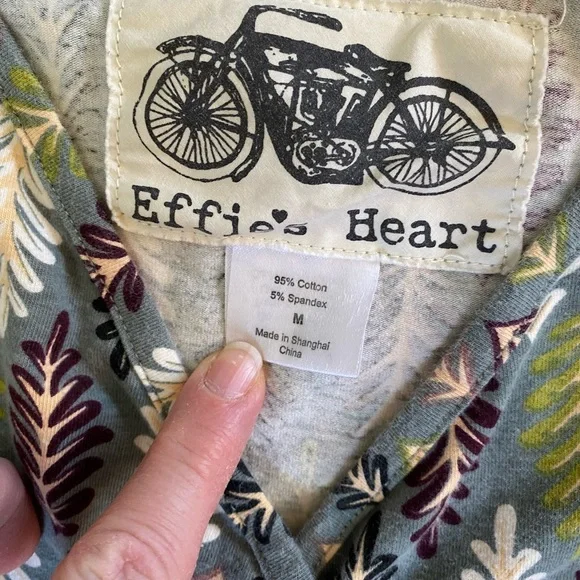 Effie's Heart
95% Cotton
5% Spandex
M
Made in Shanghai
China